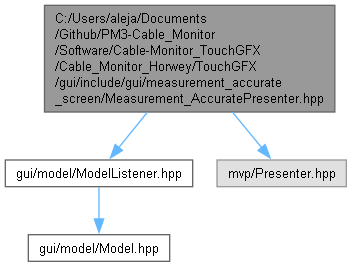 C:/Users/aleja/Documents
/Github/PM3-Cable_Monitor
/Software/Cable-Monitor_TouchGFX
/Cable_Monitor_Horwey/TouchGFX
/gui/include/gui/measurement_accurate
_screen/Measurement_AccuratePresenter.hpp
gui/model/ModelListener.hpp
mvp/Presenter.hpp
gui/model/Model.hpp